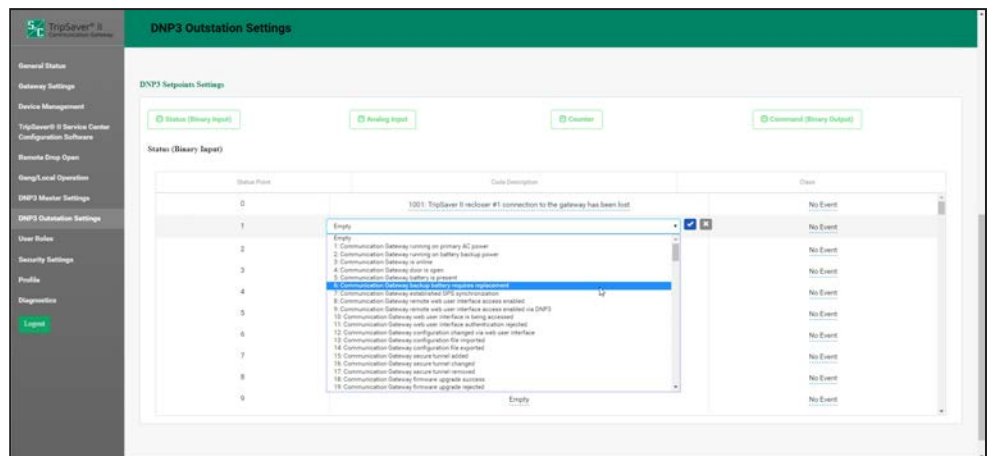 TripSaver® II
Communication Gateway
DNP3 Outstation Settings
General Status
Gateway Settings
Device Management
TripSaver® II Service Center
Configuration Software
Remote Drop Open
Gang/Local Operation
DNP3 Master Settings
DNP3 Outstation Settings
User Roles
Security Settings
Profile
Diagnostics
Logout
DNP3 Setpoints Settings
Status (Binary Input)
Analog Input
Counter
Command (Binary Output)
Status (Binary Input)
Status Point
Code Description
Class
0
1001: TripSaver II recloser #1 connection to the gateway has been lost
No Event
1
Empty
No Event
Empty
1: Communication Gateway running on primary AC power
2: Communication Gateway running on battery backup power
3: Communication Gateway is online
4: Communication Gateway door is open
5: Communication Gateway battery is present
6: Communication Gateway backup battery requires replacement
7: Communication Gateway established GPS synchronization
8: Communication Gateway remote web user interface access enabled
9: Communication Gateway remote web user interface access enabled via DNP3
10: Communication Gateway web user interface is being accessed
11: Communication Gateway web user interface authentication rejected
12: Communication Gateway configuration changed via web user interface
13: Communication Gateway configuration file imported
14: Communication Gateway configuration file exported
15: Communication Gateway secure tunnel added
16: Communication Gateway secure tunnel changed
17: Communication Gateway secure tunnel removed
18: Communication Gateway firmware upgrade success
19: Communication Gateway firmware upgrade rejected
2
No Event
3
No Event
4
No Event
5
No Event
6
No Event
7
No Event
8
No Event
9
Empty
No Event